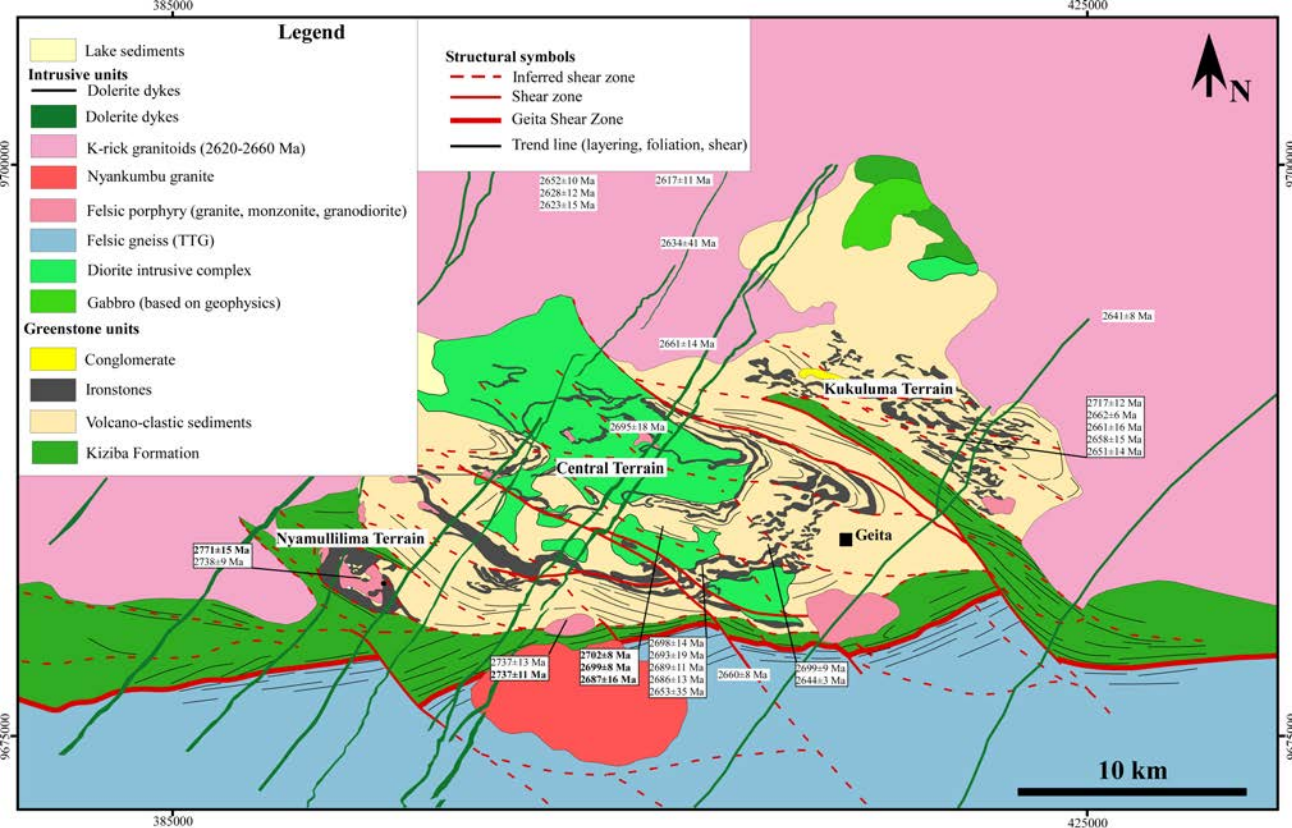 385000
425000
Legend
Lake sediments
Intrusive units
Dolerite dykes
Dolerite dykes
K-rick granitoids (2620-2660 Ma)
Nyankumbu granite
Felsic porphyry (granite, monzonite, granodiorite)
Felsic gneiss (TTG)
Diorite intrusive complex
Gabbro (based on geophysics)
Greenstone units
Conglomerate
Ironstones
Volcano-clastic sediments
Kiziba Formation
Structural symbols
Inferred shear zone
Shear zone
Geita Shear Zone
Trend line (layering, foliation, shear)
N
9700000
9700000
2652±10 Ma
2628±12 Ma
2623±15 Ma
2617±11 Ma
2634±41 Ma
2661±14 Ma
2641±8 Ma
Kukuluma Terrain
2717±12 Ma
2662±6 Ma
2661±16 Ma
2658±15 Ma
2651±14 Ma
2695±18 Ma
Central Terrain
Geita
Nyamullilima Terrain
2771±15 Ma
2738±9 Ma
2737±13 Ma
2737±11 Ma
2702±8 Ma
2699±8 Ma
2687±16 Ma
2698±14 Ma
2693±19 Ma
2689±11 Ma
2686±13 Ma
2653±35 Ma
2660±8 Ma
2699±9 Ma
2644±3 Ma
9675000
9675000
10 km
385000
425000